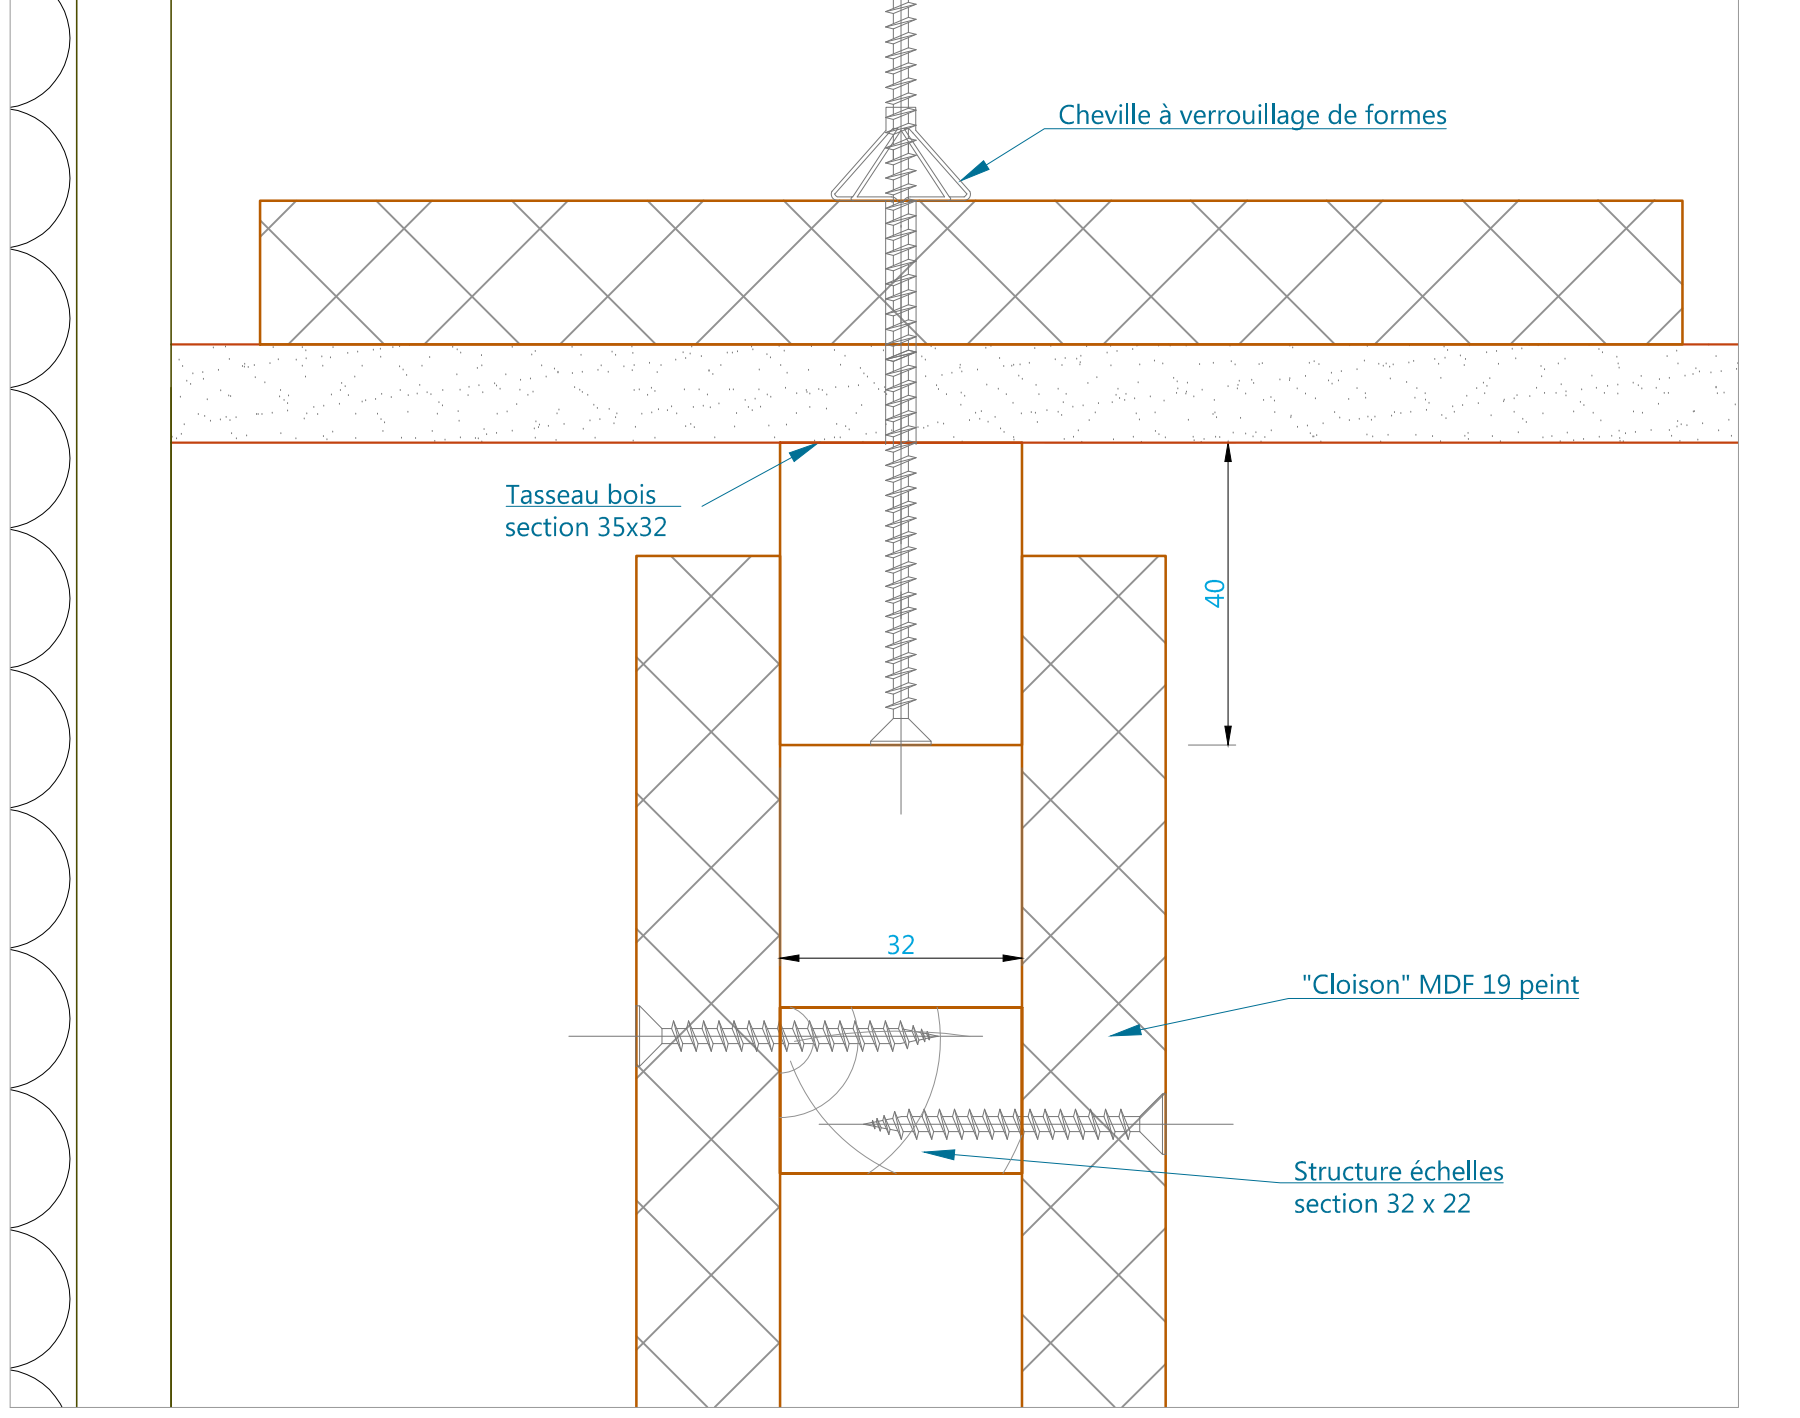 Cheville à verrouillage de formes
Tasseau bois
section 35x32
40
32
"Cloison" MDF 19 peint
Structure échelles
section 32 x 22